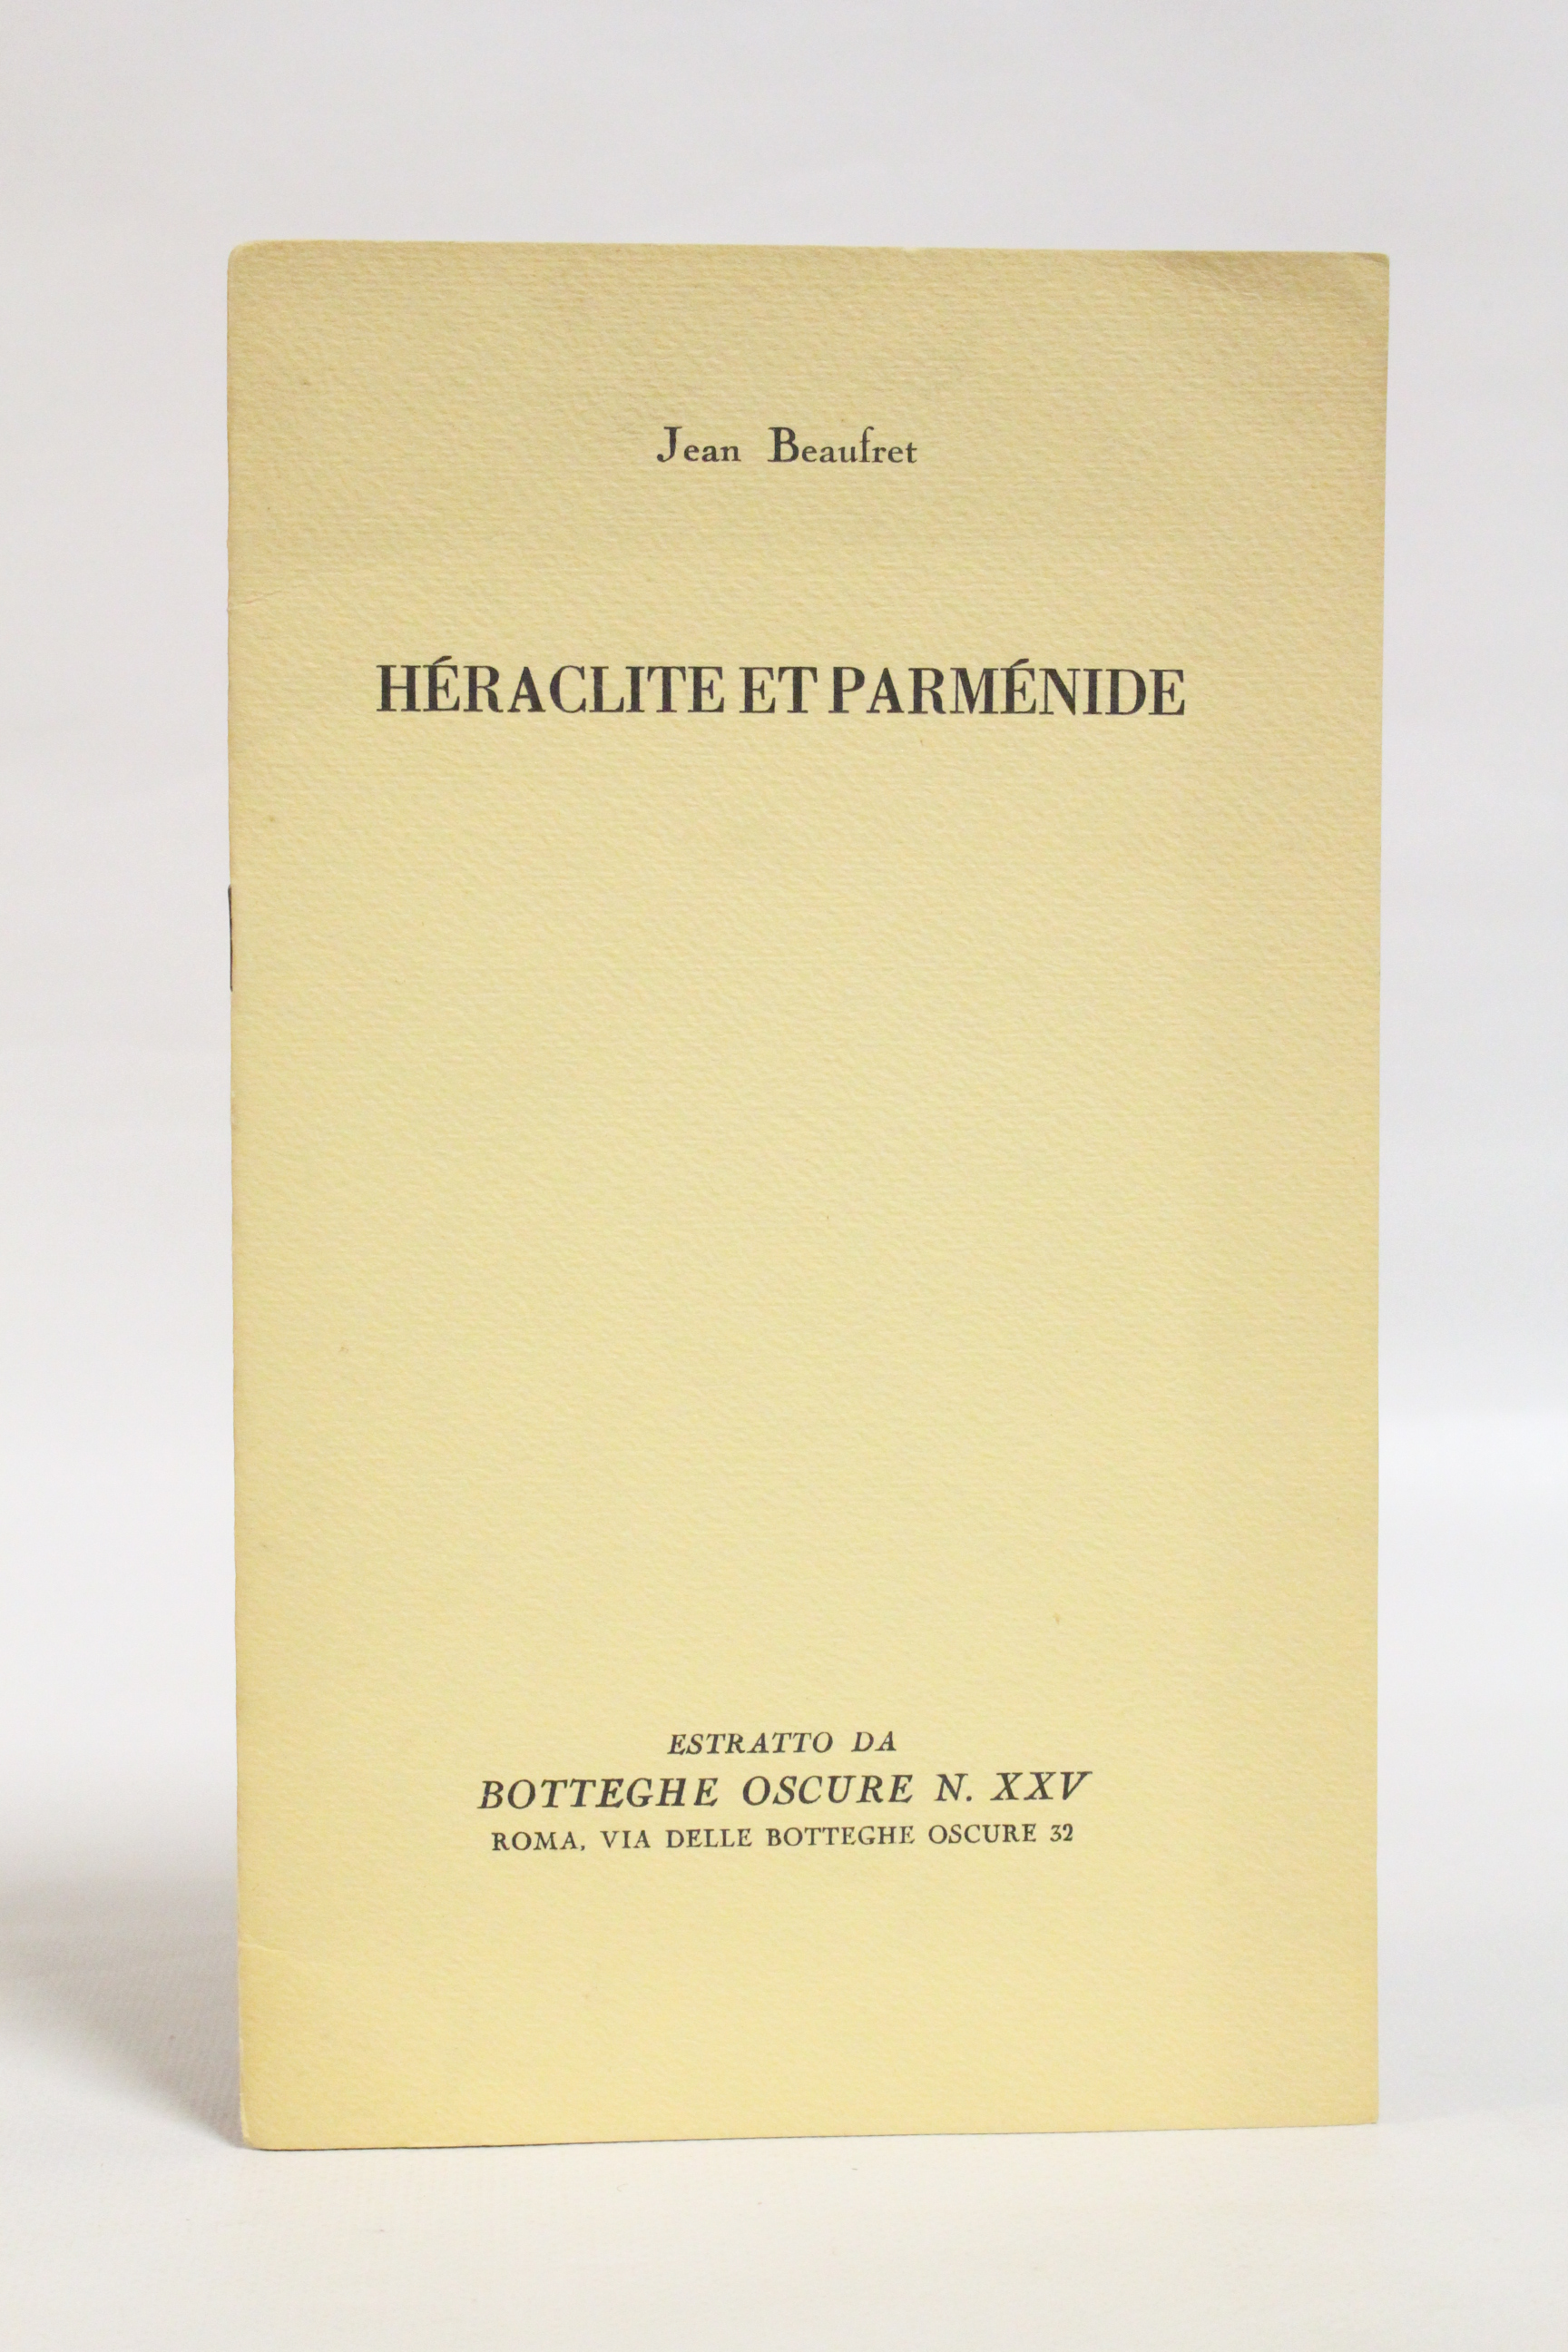 Jean Beaufret
HÉRACLITE ET PARMÉNIDE
ESTRATTO DA
BOTTEGHE OSCURE N. XXV
ROMA, VIA DELLE BOTTEGHE OSCURE 32